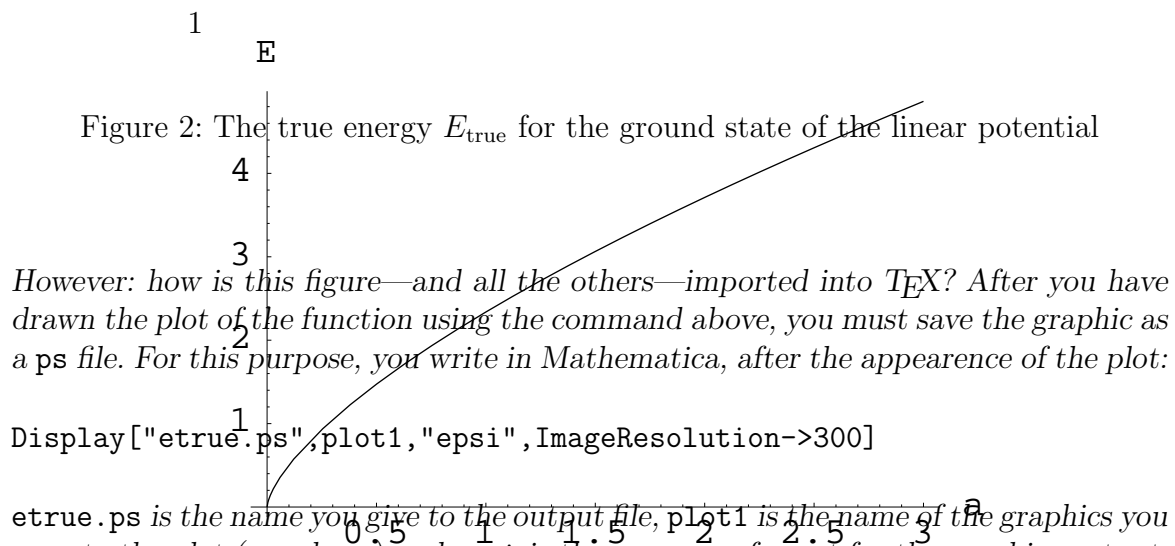 1
E
Figure 2: The true energy E_true for the ground state of the linear potential
4
3
However: how is this figure—and all the others—imported into TEX? After you have
drawn the plot of the function using the command above, you must save the graphic as
2
a ps file. For this purpose, you write in Mathematica, after the appearence of the plot:
1
Display["etrue.ps",plot1,"epsi",ImageResolution->300]
a
etrue.ps is the name you give to the output file, plot1 is the name of the graphics you
0.5 1 1.5 2 2.5 3